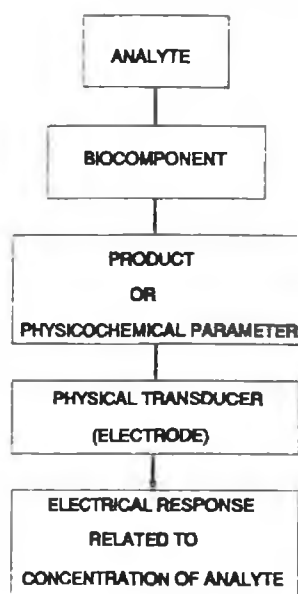 ANALYTE
BIOCOMPONENT
PRODUCT
OR
PHYSICOCHEMICAL PARAMETER
PHYSICAL TRANSDUCER
(ELECTRODE)
ELECTRICAL RESPONSE
RELATED TO
CONCENTRATION OF ANALYTE